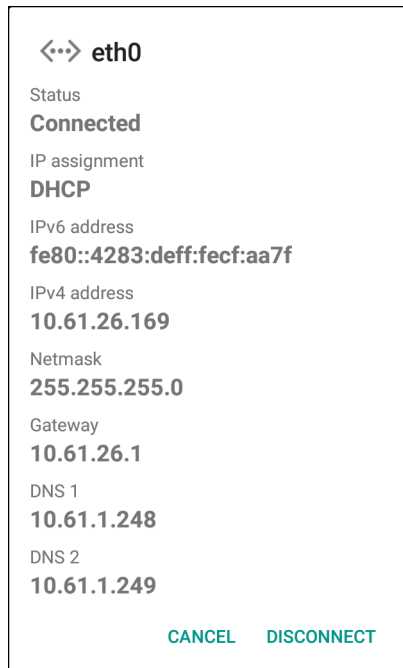 eth0
Status
Connected
IP assignment
DHCP
IPv6 address
fe80::4283:deff:fecf:aa7f
IPv4 address
10.61.26.169
Netmask
255.255.255.0
Gateway
10.61.26.1
DNS 1
10.61.1.248
DNS 2
10.61.1.249
CANCEL DISCONNECT